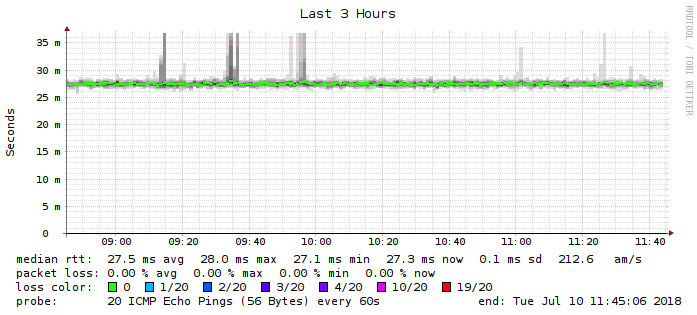 Last 3 Hours
RRDTOOL / TOBI OETIKER
Seconds
35 m
30 m
25 m
20 m
15 m
10 m
5 m
0
09:00 09:20 09:40 10:00 10:20 10:40 11:00 11:20 11:40
median rtt: 27.5 ms avg 28.0 ms max 27.1 ms min 27.3 ms now 0.1 ms sd 212.6 am/s
packet loss: 0.00 % avg 0.00 % max 0.00 % min 0.00 % now
loss color: 0 1/20 2/20 3/20 4/20 10/20 19/20
probe: 20 ICMP Echo Pings (56 Bytes) every 60s end: Tue Jul 10 11:45:06 2018